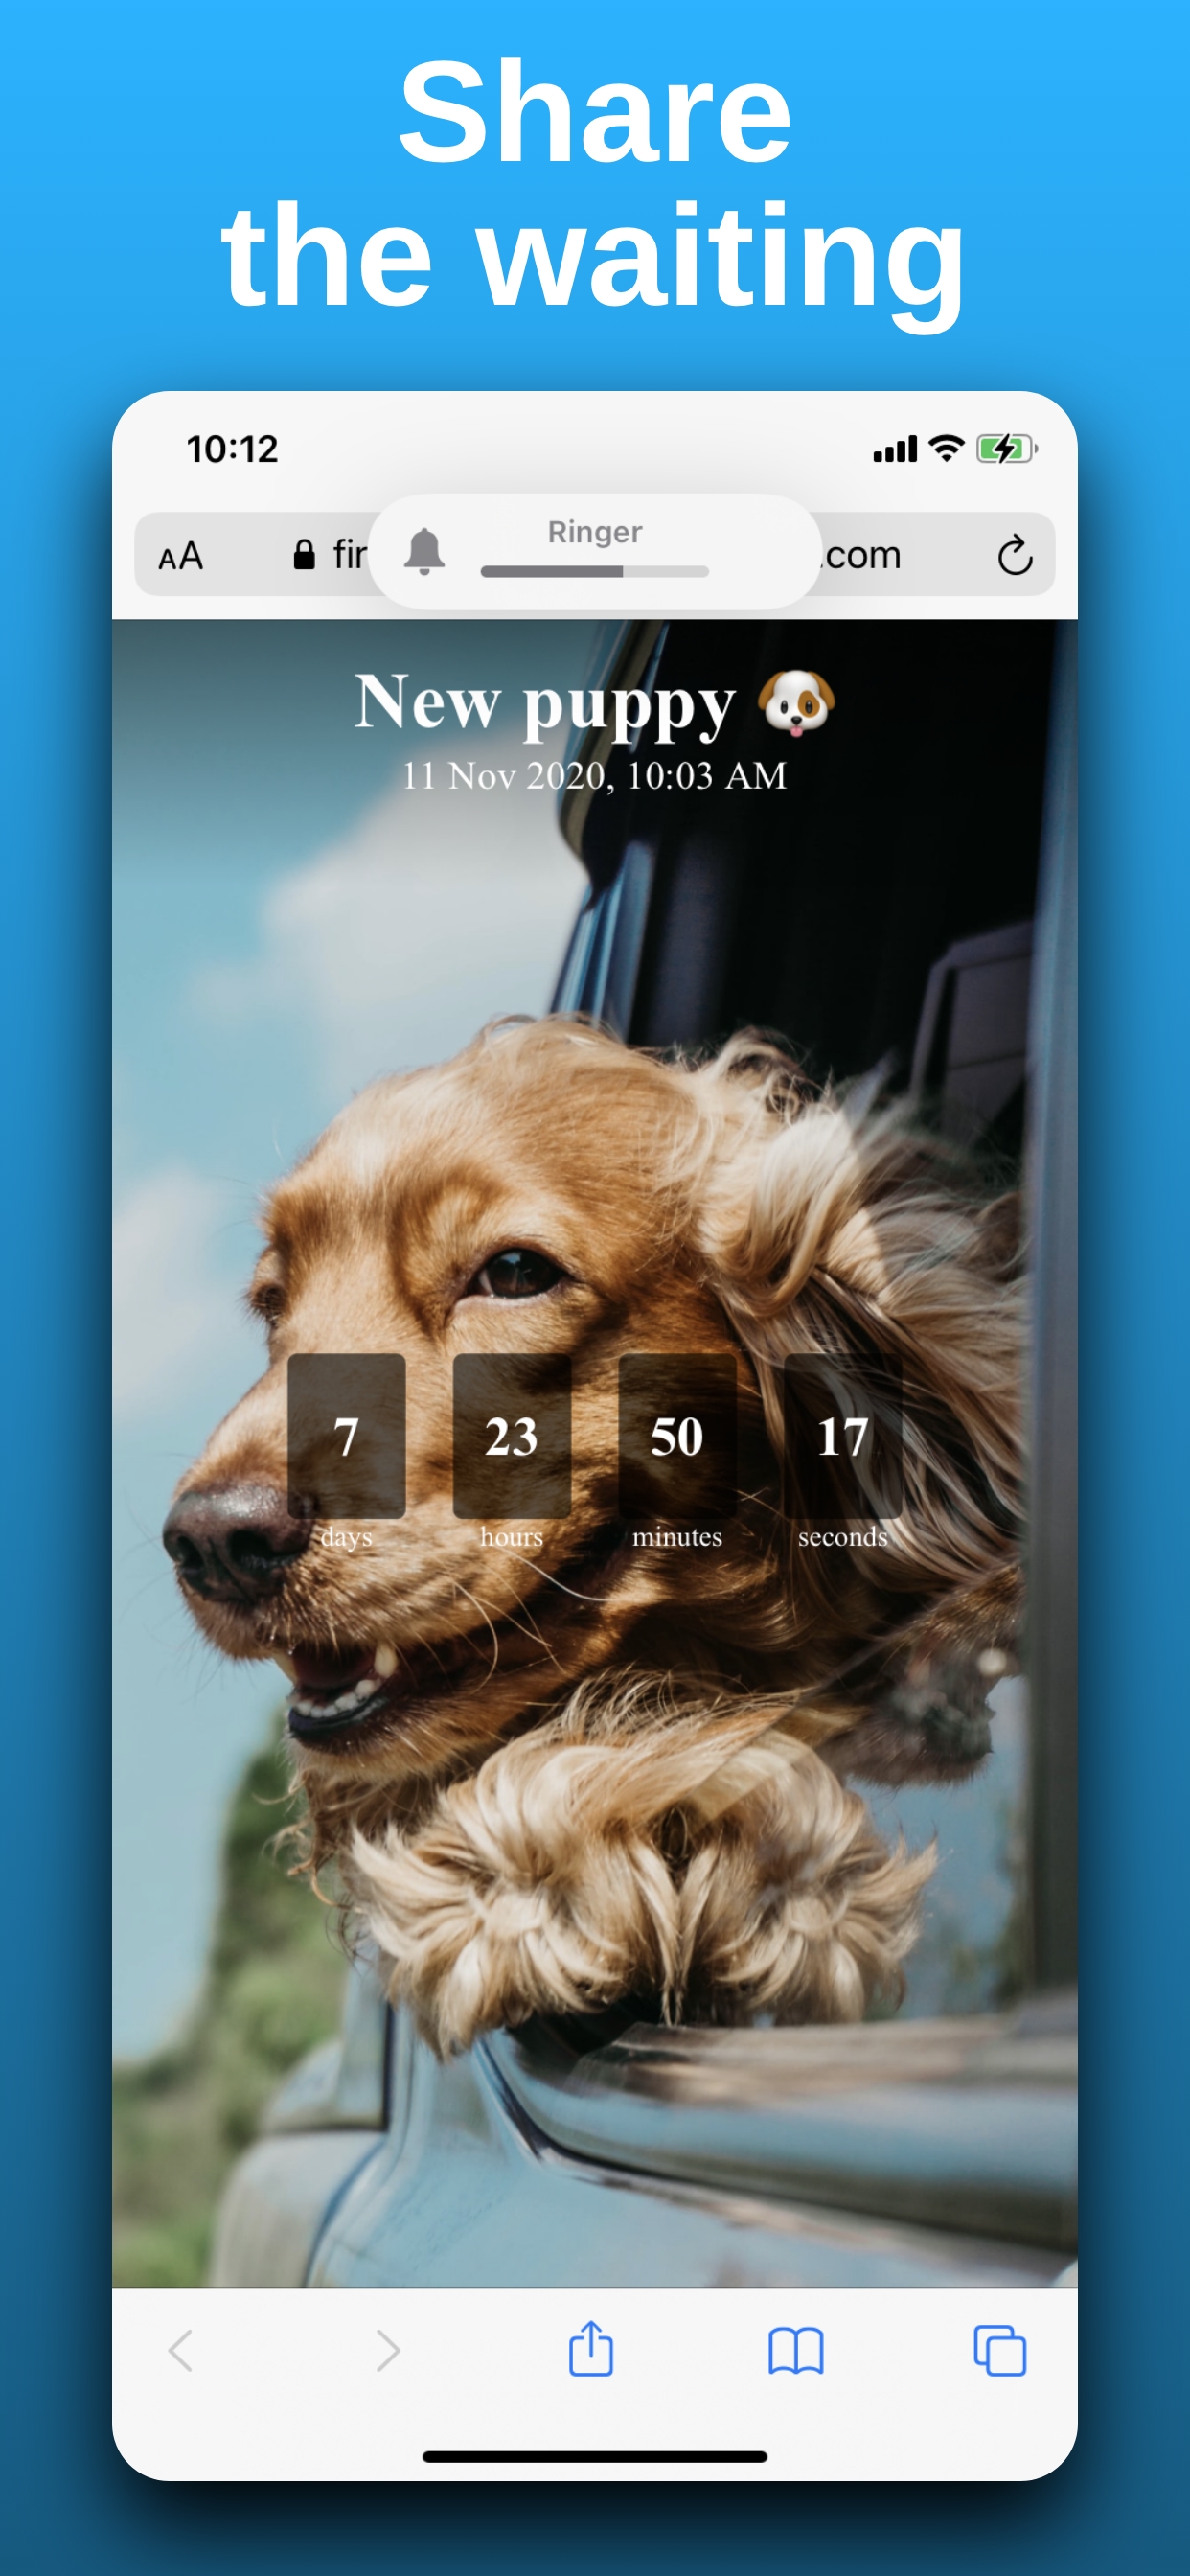 Share
the waiting
10:12
Ringer
AA fir .com
New puppy 🐶
11 Nov 2020, 10:03 AM
7 23 50 17
days hours minutes seconds